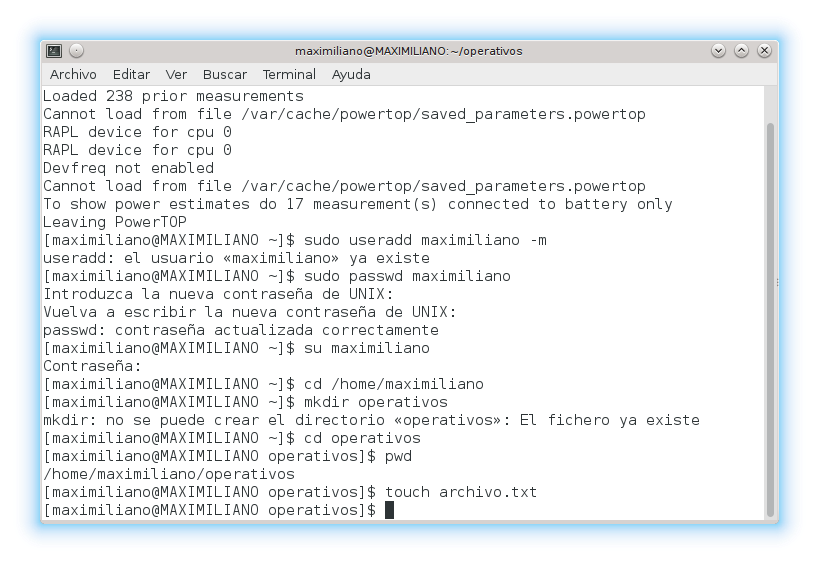 maximiliano@MAXIMILIANO:~/operativos
Archivo Editar Ver Buscar Terminal Ayuda
Loaded 238 prior measurements
Cannot load from file /var/cache/powertop/saved_parameters.powertop
RAPL device for cpu 0
RAPL device for cpu 0
Devfreq not enabled
Cannot load from file /var/cache/powertop/saved_parameters.powertop
To show power estimates do 17 measurement(s) connected to battery only
Leaving PowerTOP
[maximiliano@MAXIMILIANO ~]$ sudo useradd maximiliano -m
useradd: el usuario «maximiliano» ya existe
[maximiliano@MAXIMILIANO ~]$ sudo passwd maximiliano
Introduzca la nueva contraseña de UNIX:
Vuelva a escribir la nueva contraseña de UNIX:
passwd: contraseña actualizada correctamente
[maximiliano@MAXIMILIANO ~]$ su maximiliano
Contraseña:
[maximiliano@MAXIMILIANO ~]$ cd /home/maximiliano
[maximiliano@MAXIMILIANO ~]$ mkdir operativos
mkdir: no se puede crear el directorio «operativos»: El fichero ya existe
[maximiliano@MAXIMILIANO ~]$ cd operativos
[maximiliano@MAXIMILIANO operativos]$ pwd
/home/maximiliano/operativos
[maximiliano@MAXIMILIANO operativos]$ touch archivo.txt
[maximiliano@MAXIMILIANO operativos]$